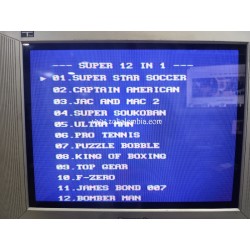 --- SUPER 12 IN 1 ---
▶ 01.SUPER STAR SOCCER
02.CAPTAIN AMERICAN
03.JAC AND MAC 2
04.SUPER SOUKOBAN
05.ULTRA MAN
06.PRO TENNIS
07.PUZZLE BOBBLE
08.KING OF BOXING
09.TOP GEAR
10.F-ZERO
11.JAMES BOND 007
12.BOMBER MAN